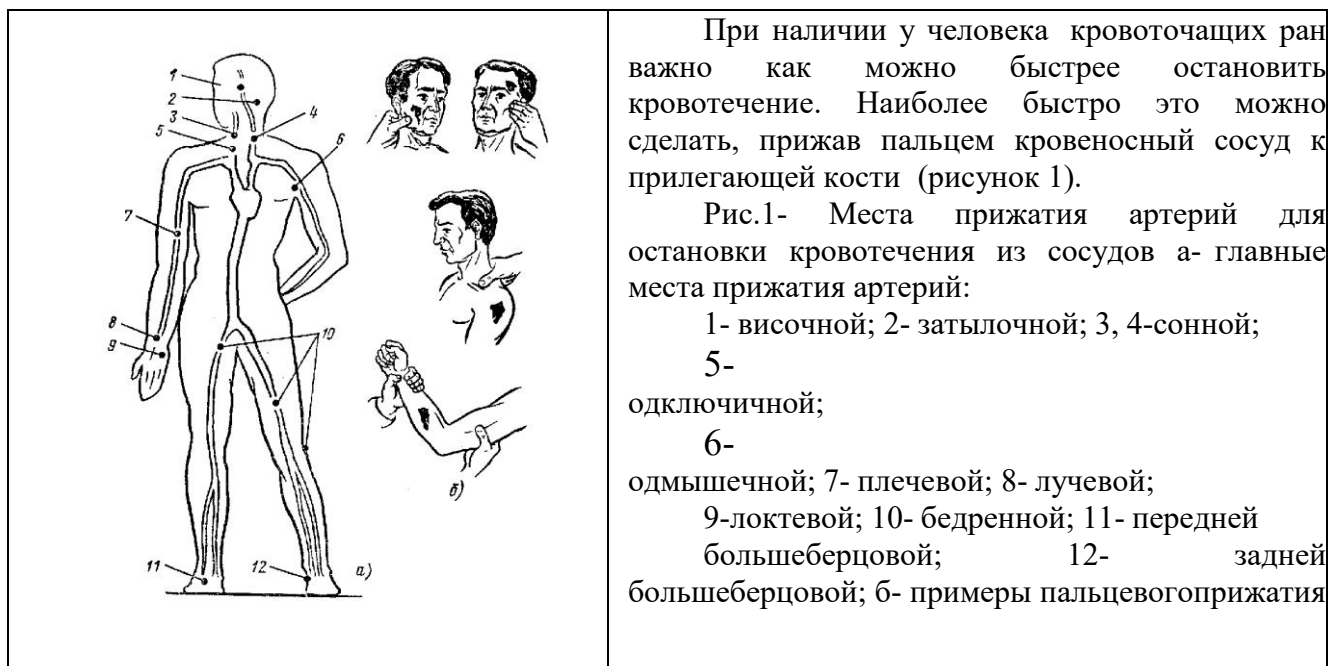 1
2
3
4
5
6
7
8
9
10
11
12
а)
б)
При наличии у человека кровоточащих ран
важно как можно быстрее остановить
кровотечение. Наиболее быстро это можно
сделать, прижав пальцем кровеносный сосуд к
прилегающей кости (рисунок 1).
Рис.1- Места прижатия артерий для
остановки кровотечения из сосудов а- главные
места прижатия артерий:
1- височной; 2- затылочной; 3, 4-сонной;
5-
одключичной;
6-
одмышечной; 7- плечевой; 8- лучевой;
9-локтевой; 10- бедренной; 11- передней
большеберцовой; 12- задней
большеберцовой; б- примеры пальцевогоприжатия